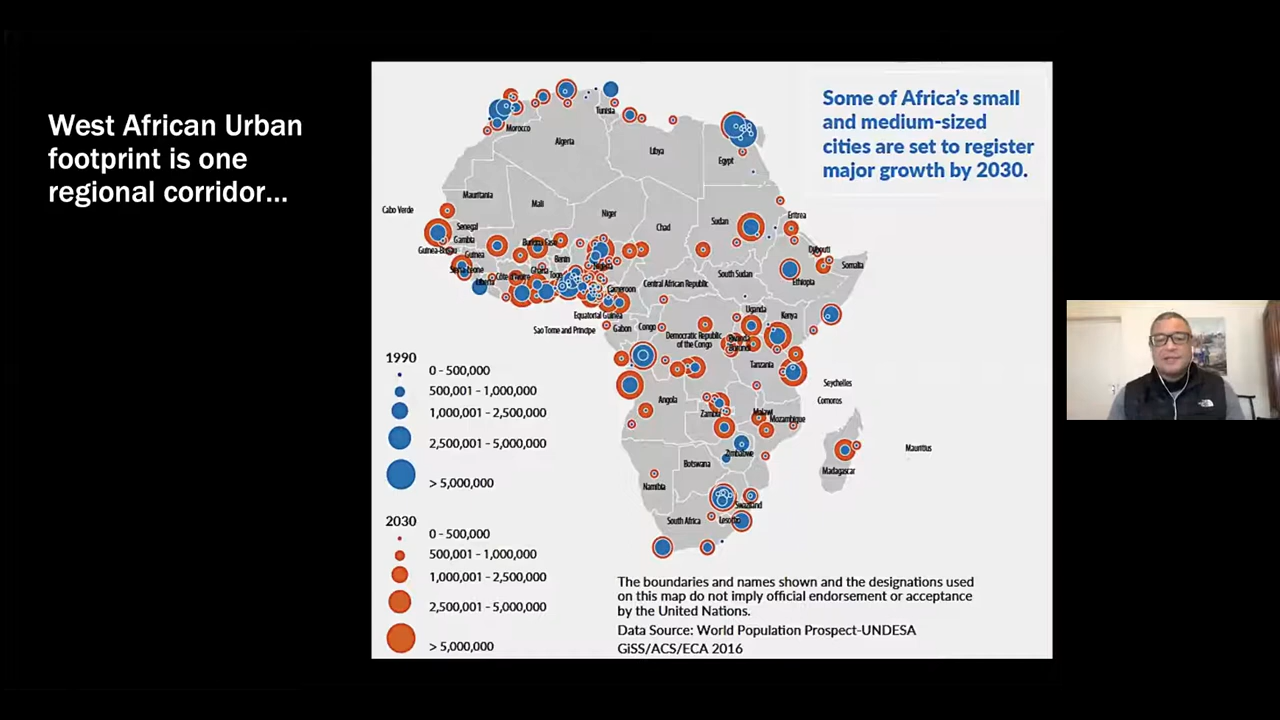 West African Urban
footprint is one
regional corridor...
Some of Africa's small
and medium-sized
cities are set to register
major growth by 2030.
Tunisia
Morocco
Algeria
Libya
Egypt
Mauritania
Cabo Verde
Mali
Niger
Chad
Sudan
Eritrea
Senegal
Gambia
Guinea-Bissau
Guinea
Burkina Faso
Benin
Nigeria
Djibouti
Somalia
Sierra Leone
Côte d'Ivoire
Ghana
Togo
Liberia
Cameroon
Central African Republic
South Sudan
Ethiopia
Equatorial Guinea
Sao Tome and Principe
Gabon
Congo
Democratic Republic
of the Congo
Uganda
Kenya
Rwanda
Burundi
Tanzania
Seychelles
Comoros
Angola
Zambia
Malawi
Mozambique
Zimbabwe
Botswana
Namibia
Madagascar
Mauritius
Swaziland
South Africa
Lesotho
1990
0 - 500,000
500,001 - 1,000,000
1,000,001 - 2,500,000
2,500,001 - 5,000,000
> 5,000,000
2030
0 - 500,000
500,001 - 1,000,000
1,000,001 - 2,500,000
2,500,001 - 5,000,000
> 5,000,000
The boundaries and names shown and the designations used
on this map do not imply official endorsement or acceptance
by the United Nations.
Data Source: World Population Prospect-UNDESA
GiSS/ACS/ECA 2016